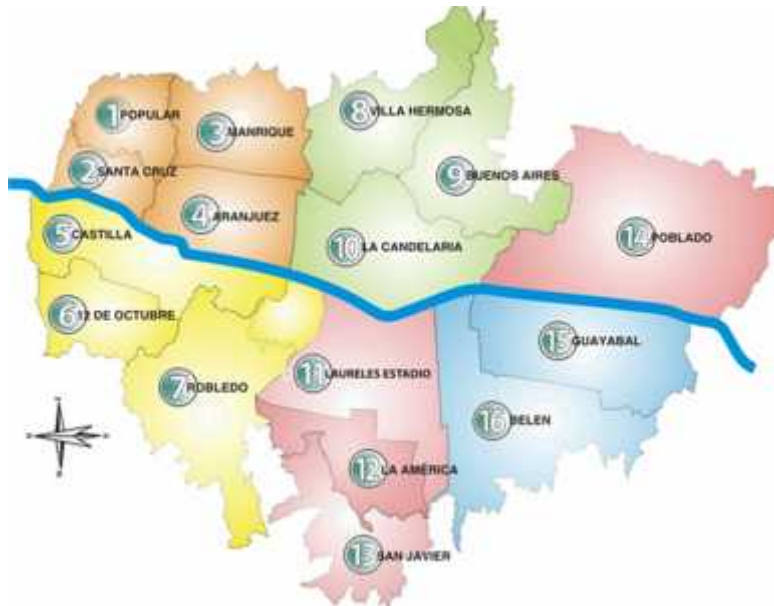 1 POPULAR
2 SANTA CRUZ
3 MANRIQUE
4 ARANJUEZ
5 CASTILLA
6 12 DE OCTUBRE
7 ROBLEDO
8 VILLA HERMOSA
9 BUENOS AIRES
10 LA CANDELARIA
11 LAURELES ESTADIO
12 LA AMÉRICA
13 SAN JAVIER
14 POBLADO
15 GUAYABAL
16 BELEN